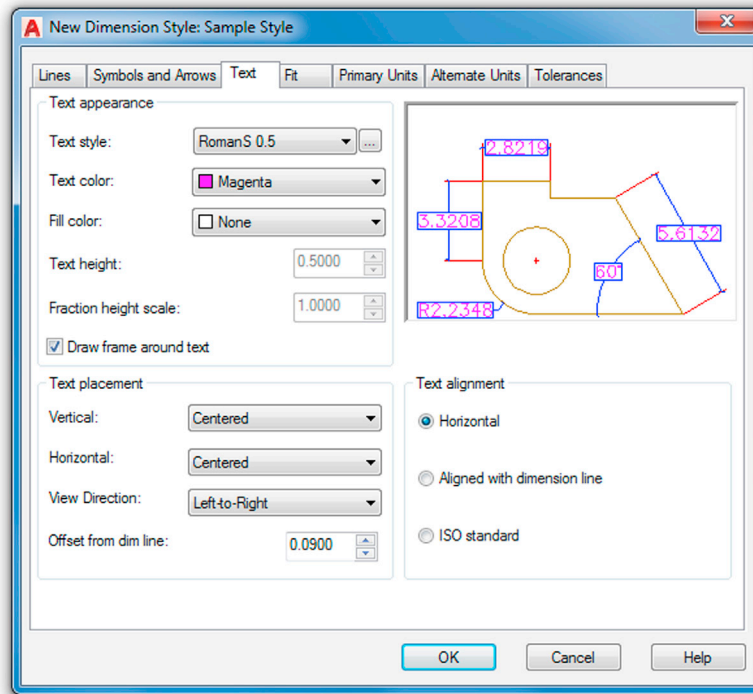 New Dimension Style: Sample Style
Lines Symbols and Arrows Text Fit Primary Units Alternate Units Tolerances
Text appearance
Text style: RomanS 0.5 ...
Text color: Magenta
Fill color: None
Text height: 0.5000
Fraction height scale: 1.0000
Draw frame around text
2.8219
3.3208
5.6132
60°
R2.2348
Text placement
Vertical: Centered
Horizontal: Centered
View Direction: Left-to-Right
Offset from dim line: 0.0900
Text alignment
Horizontal
Aligned with dimension line
ISO standard
OK Cancel Help